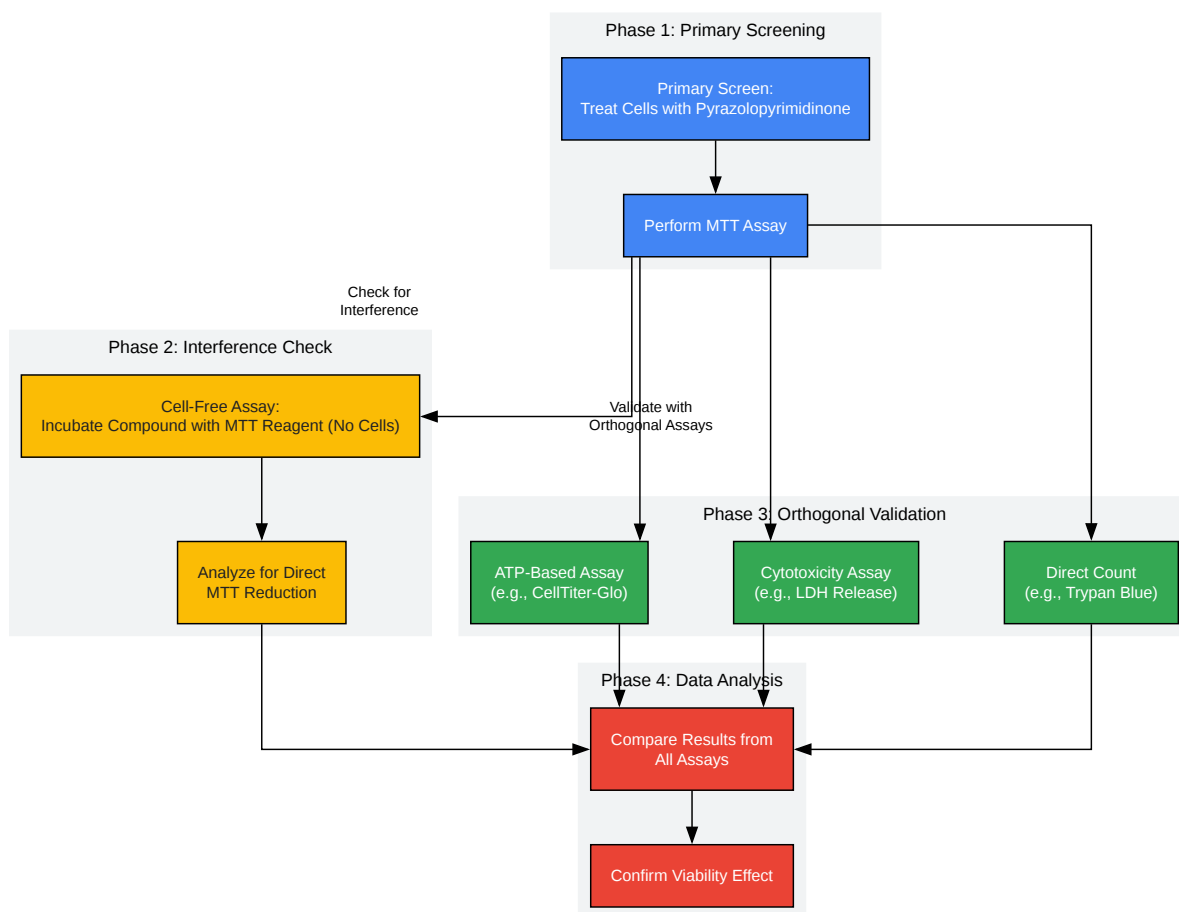 Phase 1: Primary Screening
Primary Screen:
Treat Cells with Pyrazolopyrimidinone
Perform MTT Assay
Check for
Interference
Phase 2: Interference Check
Cell-Free Assay:
Incubate Compound with MTT Reagent (No Cells)
Validate with
Orthogonal Assays
Analyze for Direct
MTT Reduction
Phase 3: Orthogonal Validation
ATP-Based Assay
(e.g., CellTiter-Glo)
Cytotoxicity Assay
(e.g., LDH Release)
Direct Count
(e.g., Trypan Blue)
Phase 4: Data Analysis
Compare Results from
All Assays
Confirm Viability Effect